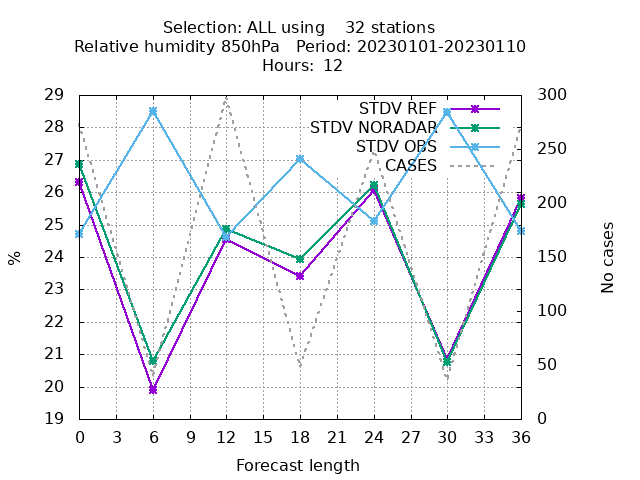 Selection: ALL using    32 stations
Relative humidity 850hPa   Period: 20230101-20230110
Hours:  12
STDV REF
STDV NORADAR
STDV OBS
CASES
29
28
27
26
25
24
23
22
21
20
19
%
300
250
200
150
100
50
0
No cases
0 3 6 9 12 15 18 21 24 27 30 33 36
Forecast length